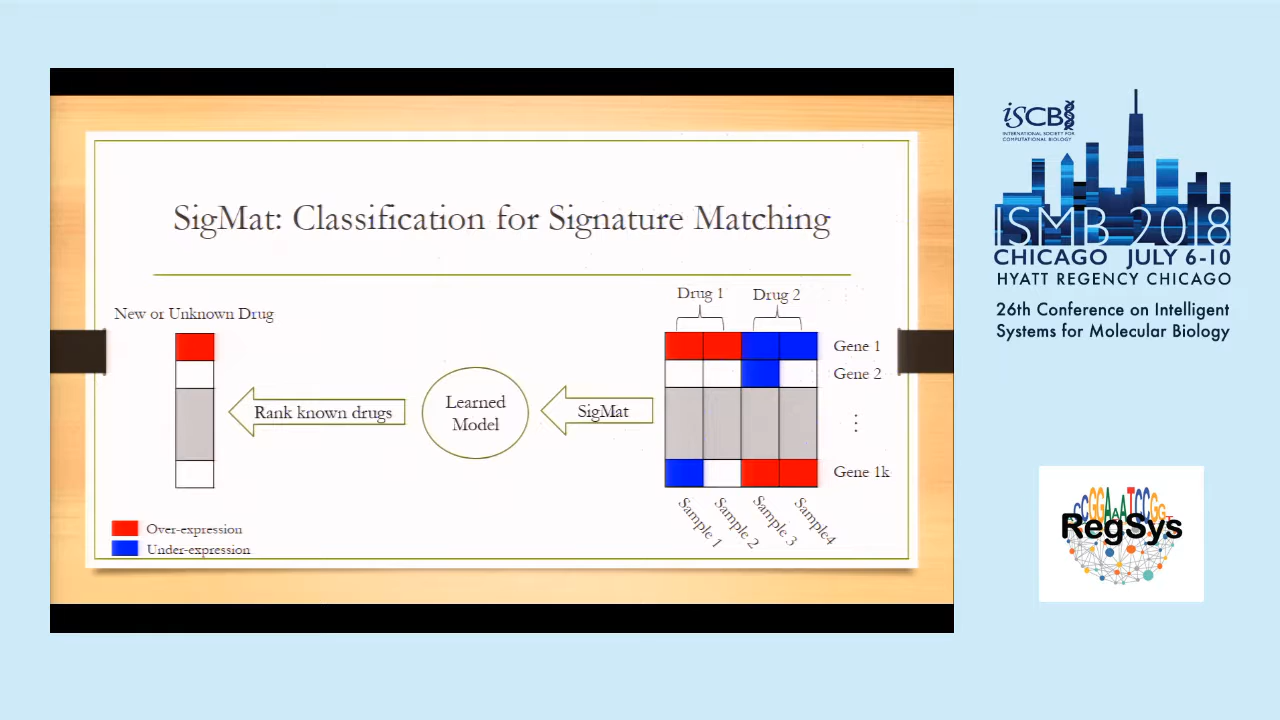 SigMat: Classification for Signature Matching
New or Unknown Drug
Rank known drugs
Learned
Model
SigMat
Drug 1
Drug 2
Gene 1
Gene 2
⋮
Gene 1k
Sample 1
Sample 2
Sample 3
Sample4
Over-expression
Under-expression
iSCB
INTERNATIONAL SOCIETY FOR
COMPUTATIONAL BIOLOGY
ISMB 2018
CHICAGO JULY 6-10
HYATT REGENCY CHICAGO
26th Conference on Intelligent
Systems for Molecular Biology
RegSys